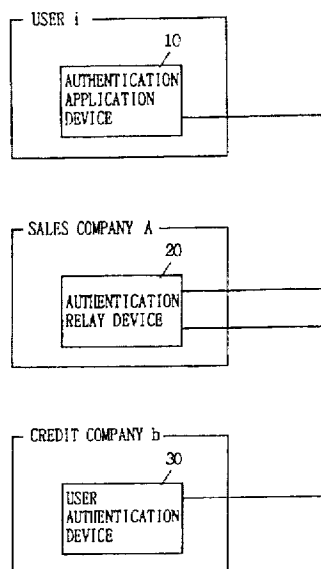 USER i
10
AUTHENTICATION
APPLICATION
DEVICE
SALES COMPANY A
20
AUTHENTICATION
RELAY DEVICE
CREDIT COMPANY b
30
USER
AUTHENTICATION
DEVICE